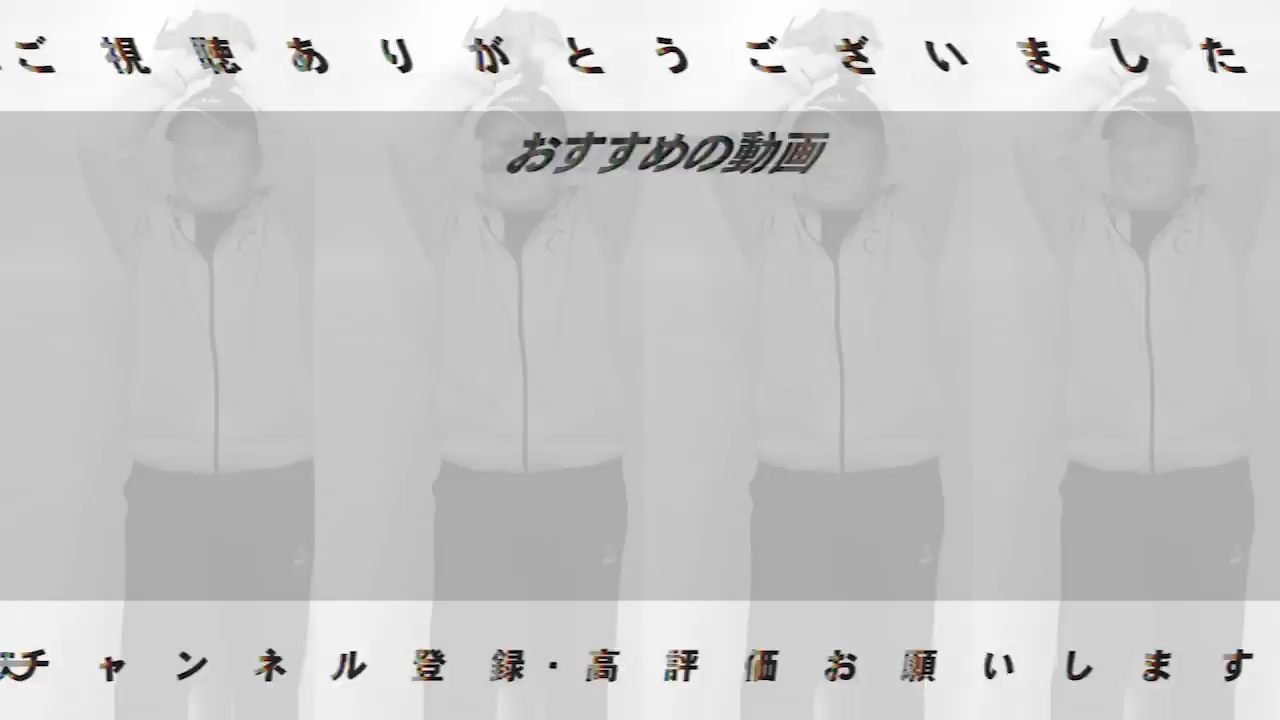 ご視聴ありがとうございました
おすすめの動画
チャンネル登録・高評価お願いします